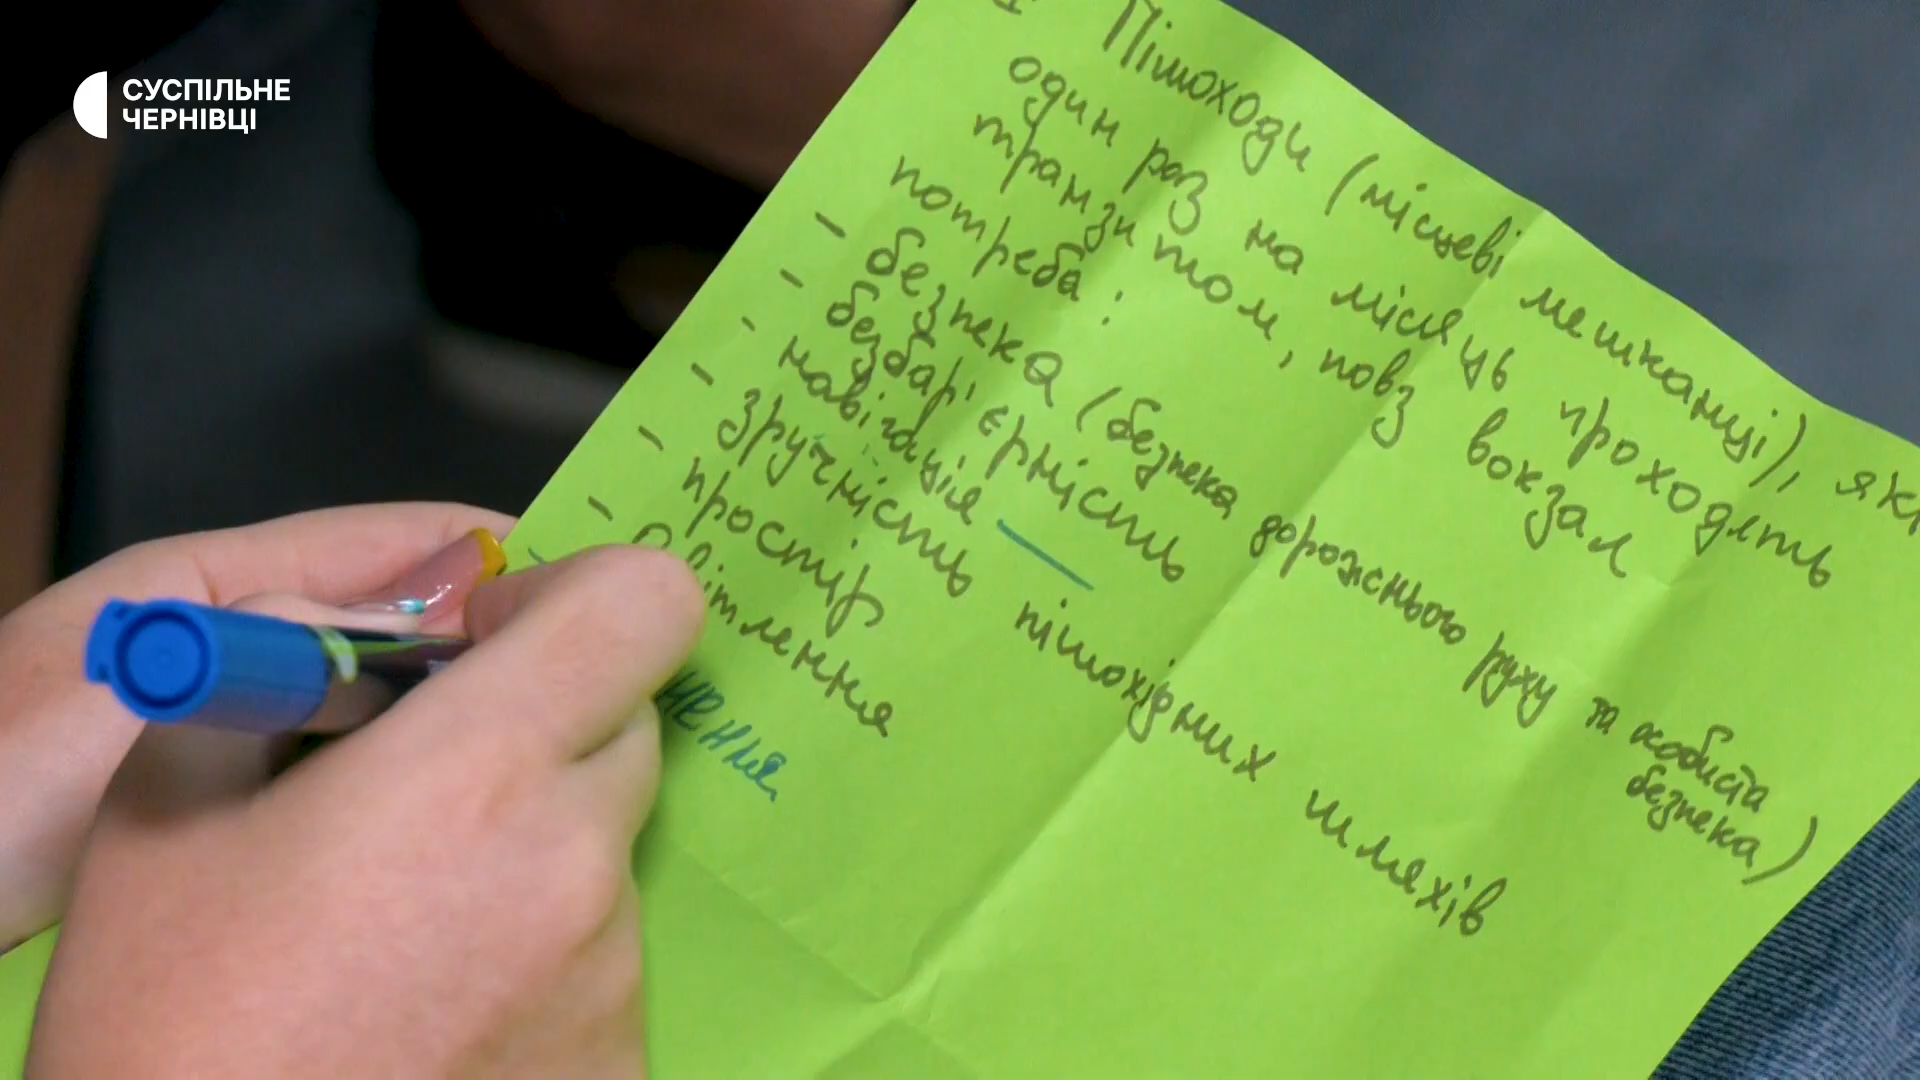 СУСПІЛЬНЕ
ЧЕРНІВЦІ
Пішоходи (місцеві мешканці), які
один раз на місяць проходять
транзитом, повз вокзал
потреба:
- безпека (безпека дорожнього руху та особиста
безпека)
- безбар'єрність
- навігація
- зручність пішохідних шляхів
- простір
- освітлення